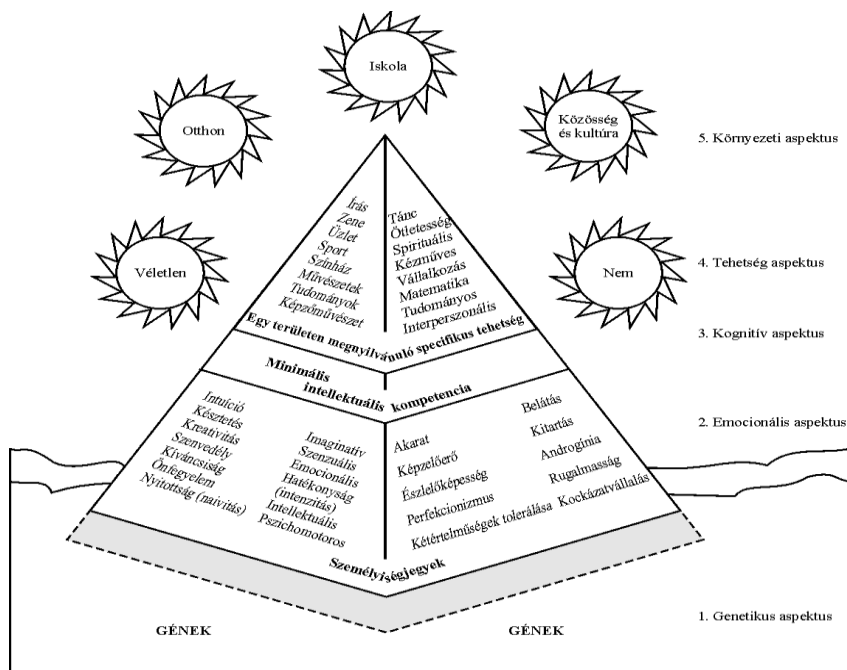 Iskola
Otthon
Közösség
és kultúra
5. Környezeti aspektus
Írás
Zene
Üzlet
Sport
Színház
Művészetek
Tudományok
Képzőművészet
Tánc
Ötletesség
Spirituális
Kézműves
Vállalkozás
Matematika
Tudományos
Interperszonális
Véletlen
Nem
4. Tehetség aspektus
Egy területen megnyilvánuló specifikus tehetség
3. Kognitív aspektus
Minimális
intellektuális kompetencia
2. Emocionális aspektus
Intuíció
Késztetés
Kreativitás
Szenvedély
Kíváncsiság
Önfegyelem
Nyitottság (naivitás)
Imaginatív
Szenzuális
Emocionális
Hatékonyság
(intenzitás)
Intellektuális
Pszichomotoros
Akarat
Képzelőerő
Észlelőképesség
Perfekcionizmus
Kétértelműségek tolerálása
Belátás
Kitartás
Androgínia
Rugalmasság
Kockázatvállalás
Személyiségjegyek
1. Genetikus aspektus
GÉNEK
GÉNEK